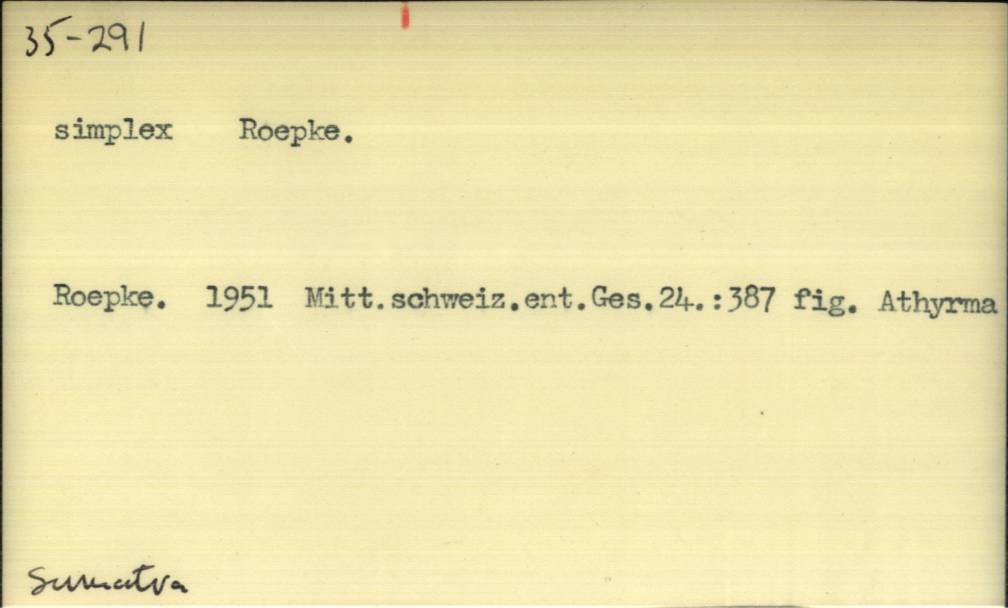 35-291
simplex Roepke.
Roepke. 1951 Mitt.schweiz.ent.Ges.24.:387 fig. Athyrma
Sumatra